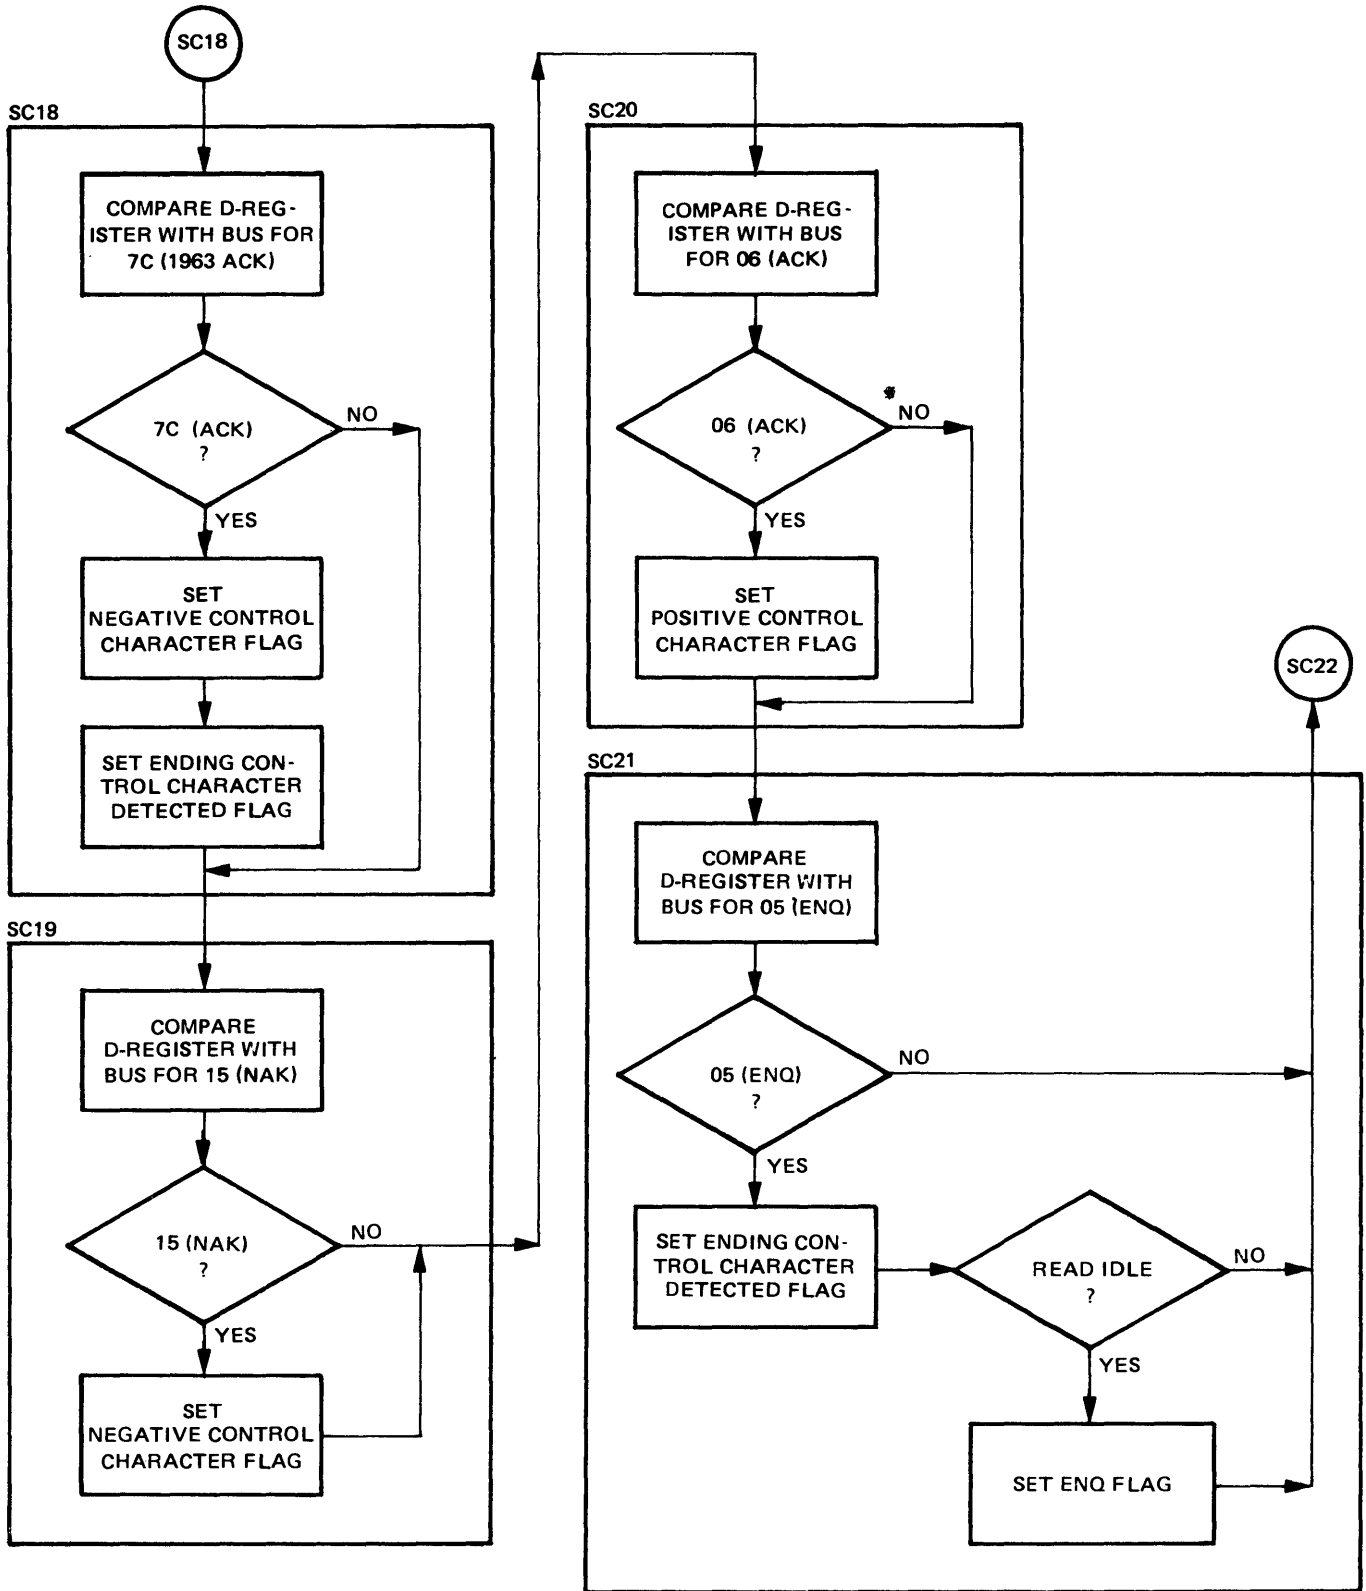 SC18
SC18
COMPARE D-REG-
ISTER WITH BUS FOR
7C (1963 ACK)
7C (ACK)
?
NO
YES
SET
NEGATIVE CONTROL
CHARACTER FLAG
SET ENDING CON-
TROL CHARACTER
DETECTED FLAG
SC19
COMPARE
D-REGISTER WITH
BUS FOR 15 (NAK)
15 (NAK)
?
NO
YES
SET
NEGATIVE CONTROL
CHARACTER FLAG
SC20
COMPARE D-REG-
ISTER WITH BUS
FOR 06 (ACK)
06 (ACK)
?
NO
YES
SET
POSITIVE CONTROL
CHARACTER FLAG
SC21
COMPARE
D-REGISTER WITH
BUS FOR 05 (ENQ)
05 (ENQ)
?
NO
YES
SET ENDING CON-
TROL CHARACTER
DETECTED FLAG
READ IDLE
?
NO
YES
SET ENQ FLAG
SC22